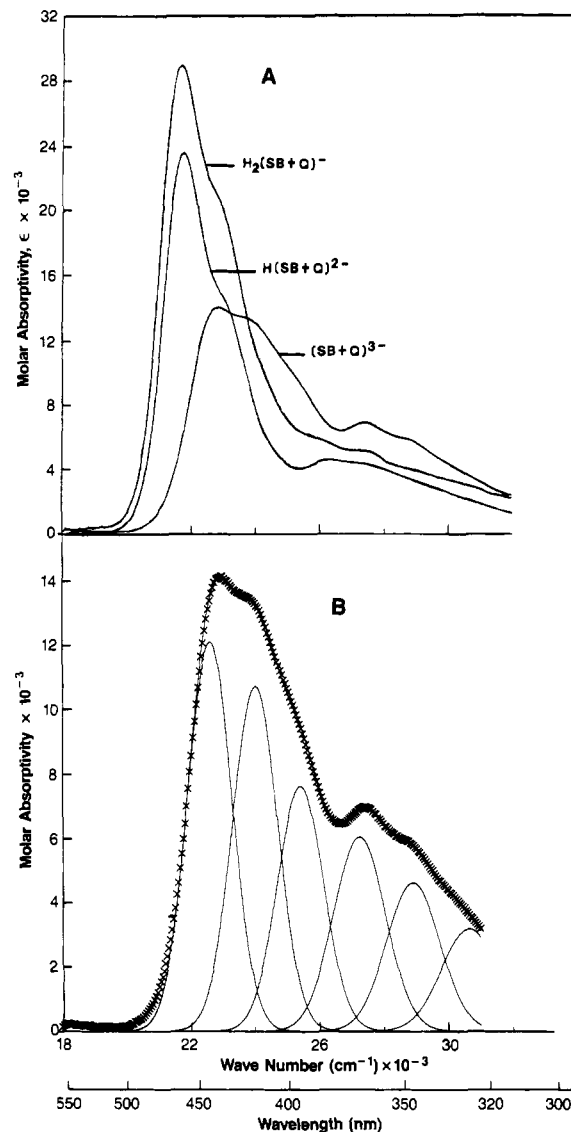 32
28
24
20
16
12
8
4
0
Molar Absorptivity, ϵ × 10⁻³
A
H₂(SB+Q)⁻
H(SB+Q)²⁻
(SB+Q)³⁻
14
12
10
8
6
4
2
0
Molar Absorptivity × 10⁻³
B
18 22 26 30
Wave Number (cm⁻¹) ×10⁻³
550 500 450 400 350 320 300
Wavelength (nm)